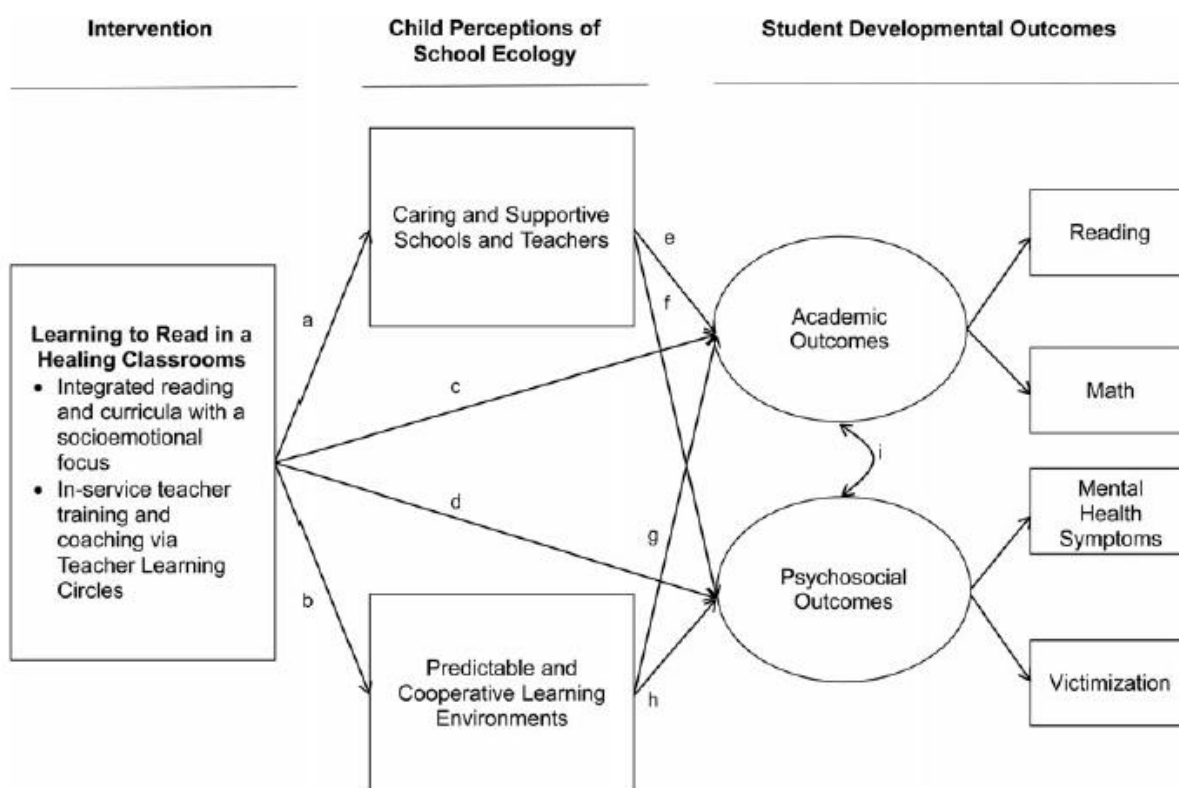 Intervention
Child Perceptions of
School Ecology
Student Developmental Outcomes
Learning to Read in a
Healing Classrooms
• Integrated reading
and curricula with a
socioemotional
focus
• In-service teacher
training and
coaching via
Teacher Learning
Circles
a
b
c
d
Caring and Supportive
Schools and Teachers
Predictable and
Cooperative Learning
Environments
e
f
g
h
Academic
Outcomes
i
Psychosocial
Outcomes
Reading
Math
Mental
Health
Symptoms
Victimization